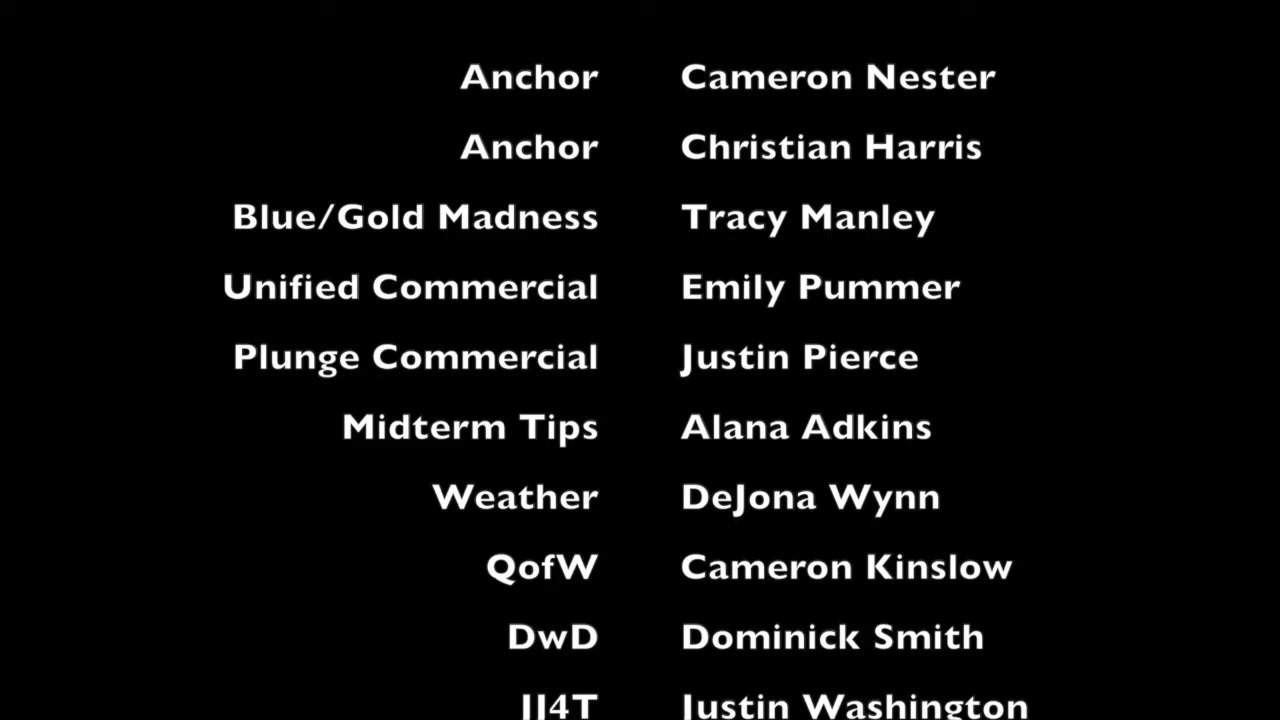 Anchor Cameron Nester
Anchor Christian Harris
Blue/Gold Madness Tracy Manley
Unified Commercial Emily Pummer
Plunge Commercial Justin Pierce
Midterm Tips Alana Adkins
Weather DeJona Wynn
QofW Cameron Kinslow
DwD Dominick Smith
JJ4T Justin Washington